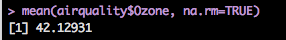 > mean(airquality$Ozone, na.rm=TRUE)
[1] 42.12931